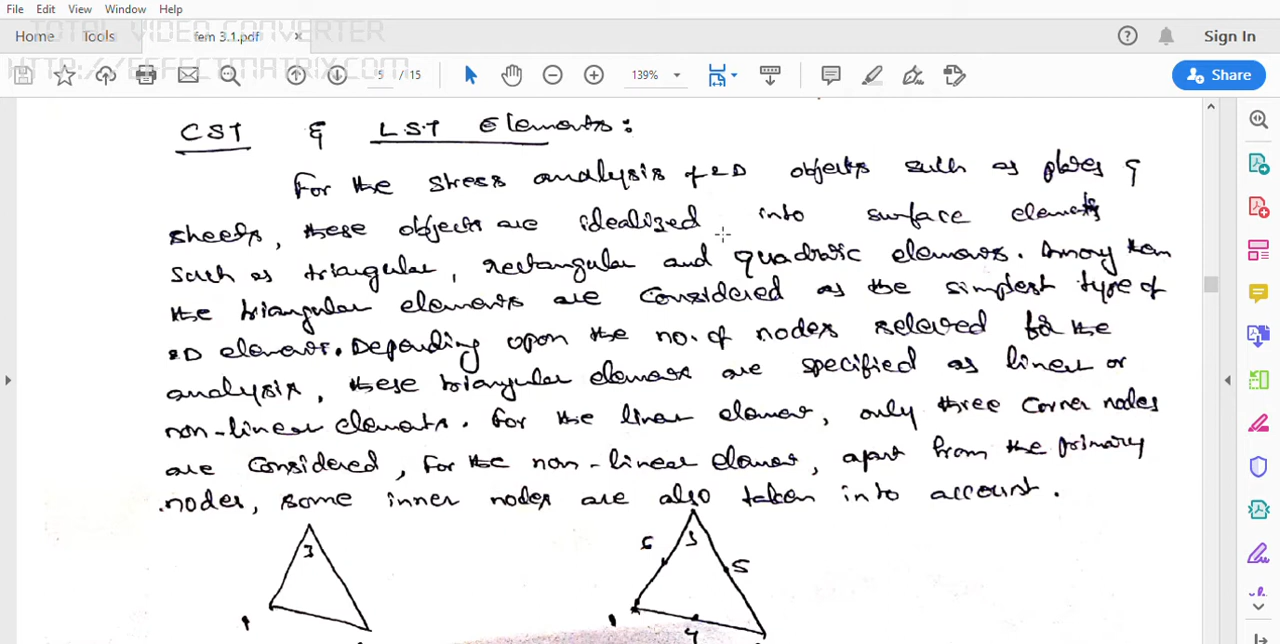 File Edit View Window Help
TOTAL VIDEO CONVERTER
Home Tools fem 3.1.pdf × Sign In
HTTP://EFFECTMATRIX.COM
5 / 15 139% Share
CST & LST Elements:
For the stress analysis of 2D objects such as plates &
sheets, these objects are idealized into surface elements
such as triangular, rectangular and quadratic elements. Among them
the triangular elements are considered as the simplest type of
2D element. Depending upon the no. of nodes selected for the
analysis, these triangular elements are specified as linear or
non-linear elements. For the linear element, only three corner nodes
are considered, for the non-linear element, apart from the primary
nodes, some inner nodes are also taken into account.
3 6 3 5
1 1 4